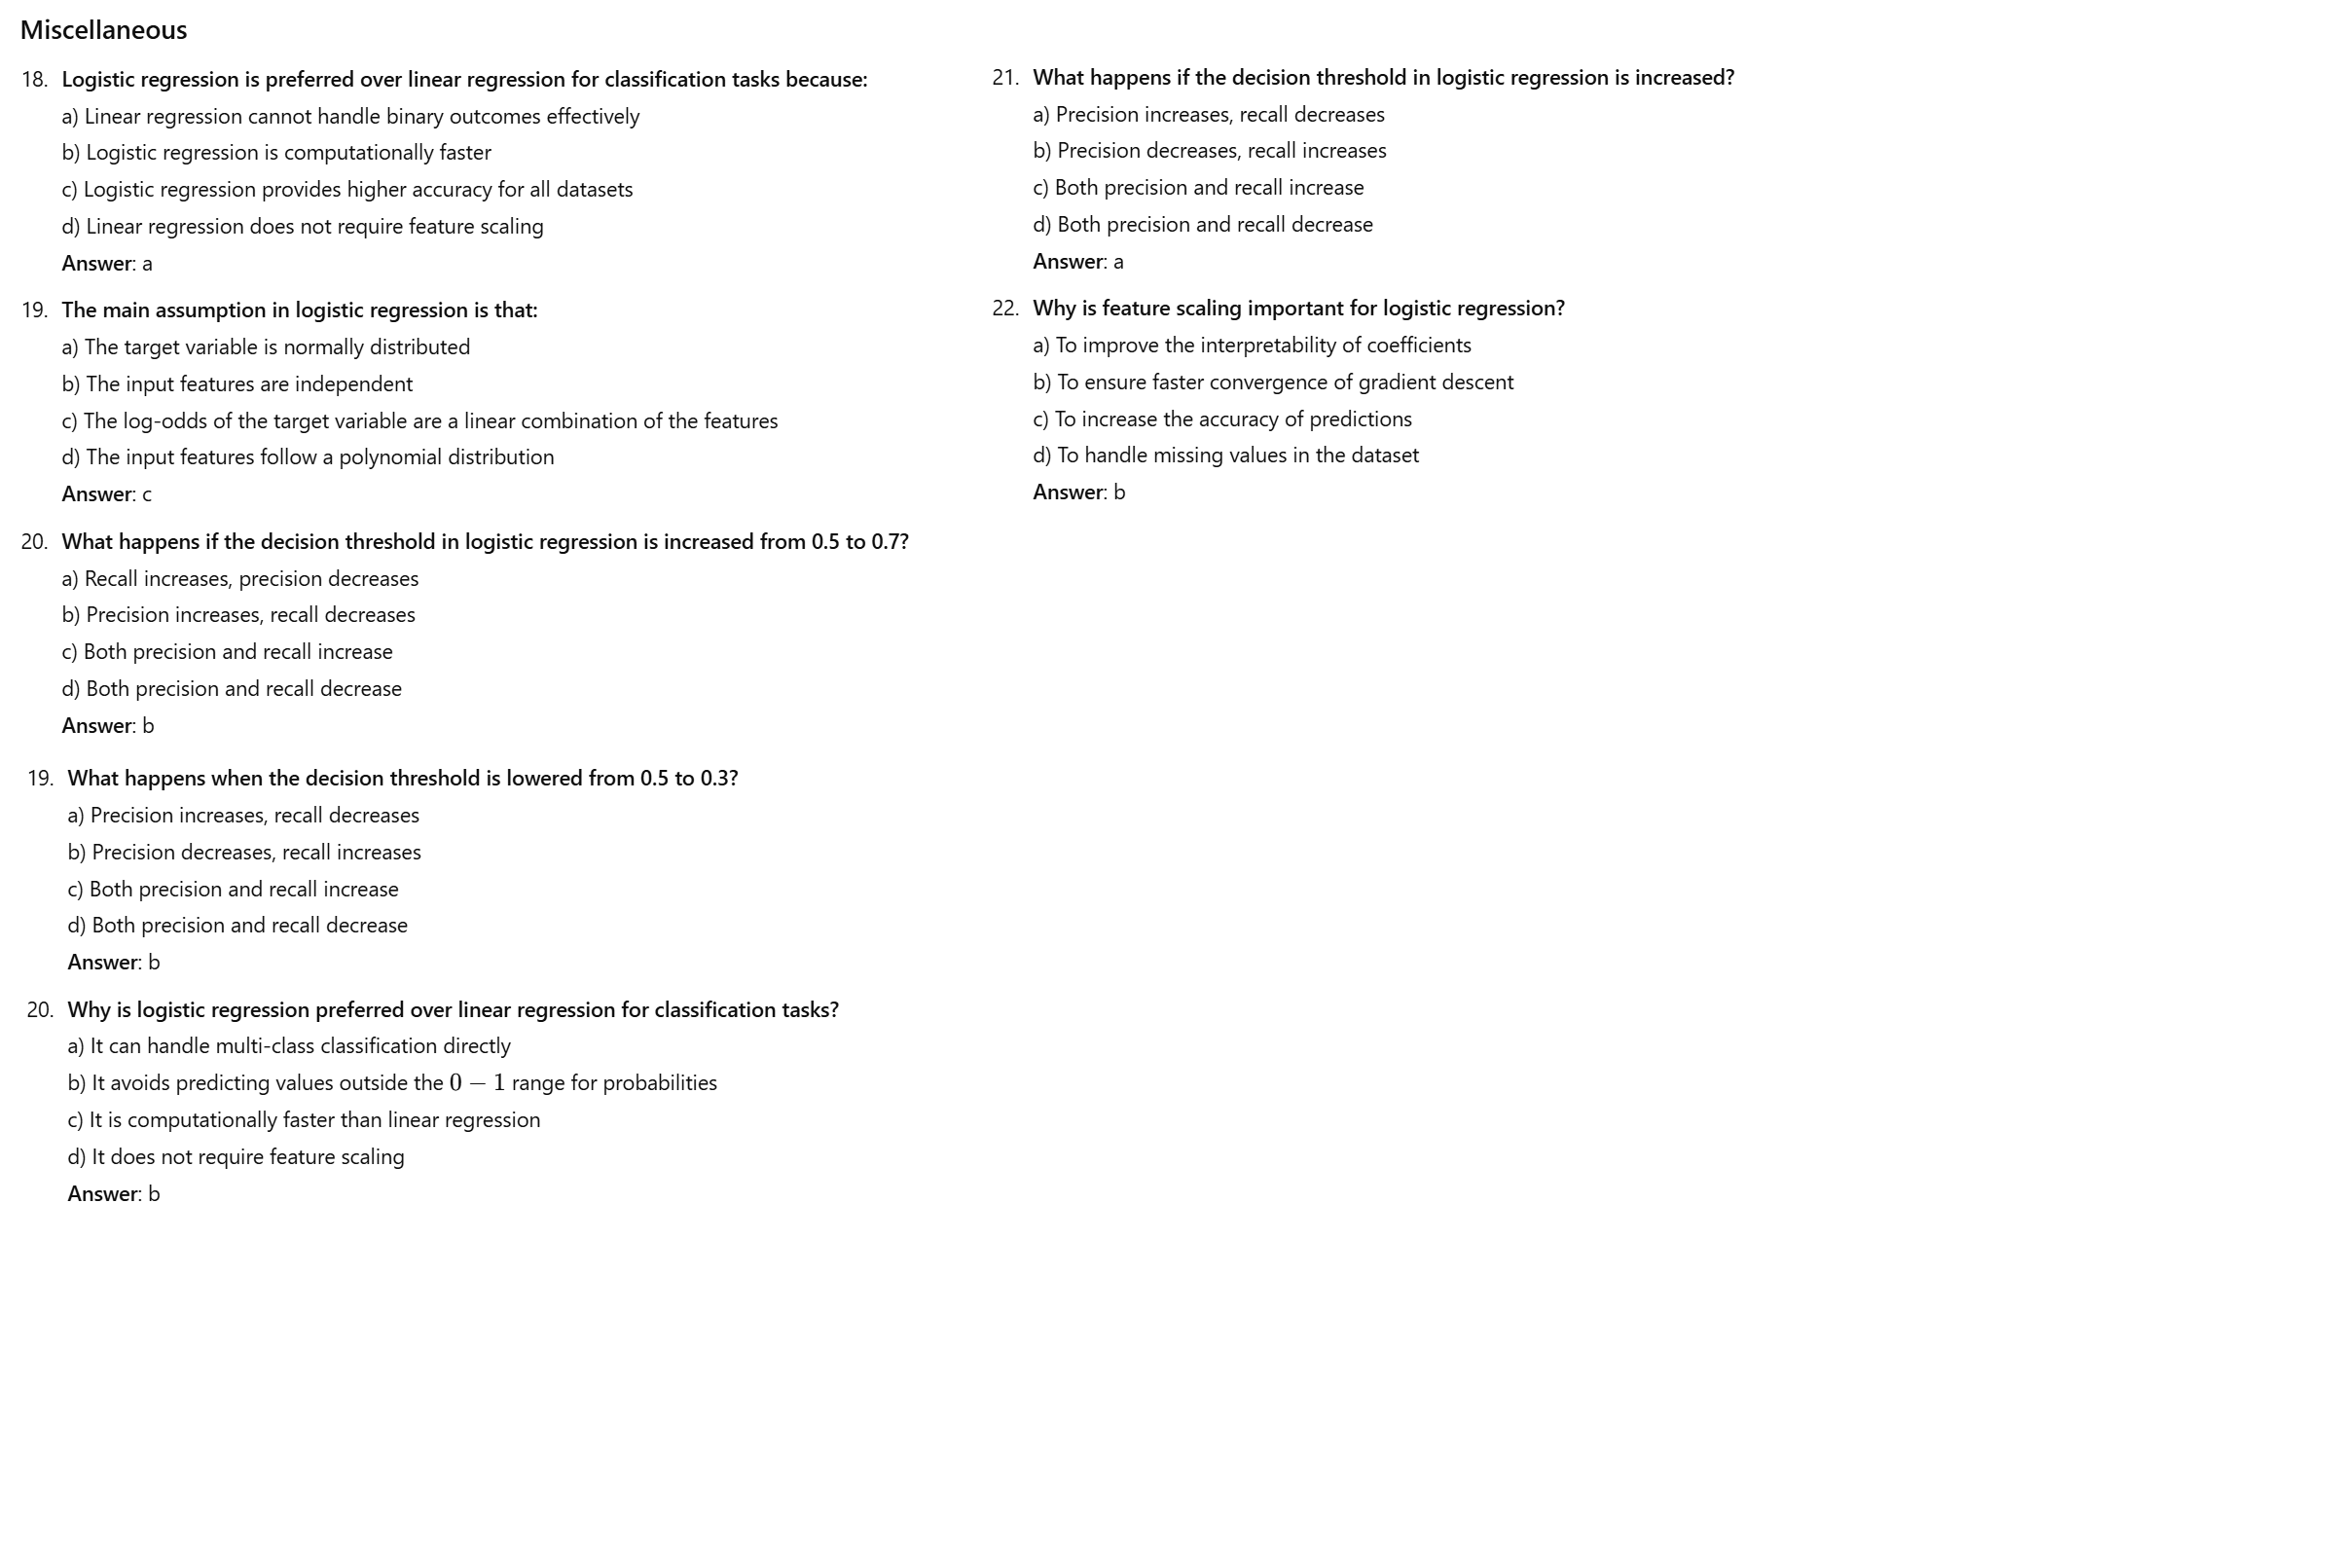 Miscellaneous
18. Logistic regression is preferred over linear regression for classification tasks because:
a) Linear regression cannot handle binary outcomes effectively
b) Logistic regression is computationally faster
c) Logistic regression provides higher accuracy for all datasets
d) Linear regression does not require feature scaling
Answer: a
19. The main assumption in logistic regression is that:
a) The target variable is normally distributed
b) The input features are independent
c) The log-odds of the target variable are a linear combination of the features
d) The input features follow a polynomial distribution
Answer: c
20. What happens if the decision threshold in logistic regression is increased from 0.5 to 0.7?
a) Recall increases, precision decreases
b) Precision increases, recall decreases
c) Both precision and recall increase
d) Both precision and recall decrease
Answer: b
19. What happens when the decision threshold is lowered from 0.5 to 0.3?
a) Precision increases, recall decreases
b) Precision decreases, recall increases
c) Both precision and recall increase
d) Both precision and recall decrease
Answer: b
20. Why is logistic regression preferred over linear regression for classification tasks?
a) It can handle multi-class classification directly
b) It avoids predicting values outside the 0 − 1 range for probabilities
c) It is computationally faster than linear regression
d) It does not require feature scaling
Answer: b
21. What happens if the decision threshold in logistic regression is increased?
a) Precision increases, recall decreases
b) Precision decreases, recall increases
c) Both precision and recall increase
d) Both precision and recall decrease
Answer: a
22. Why is feature scaling important for logistic regression?
a) To improve the interpretability of coefficients
b) To ensure faster convergence of gradient descent
c) To increase the accuracy of predictions
d) To handle missing values in the dataset
Answer: b